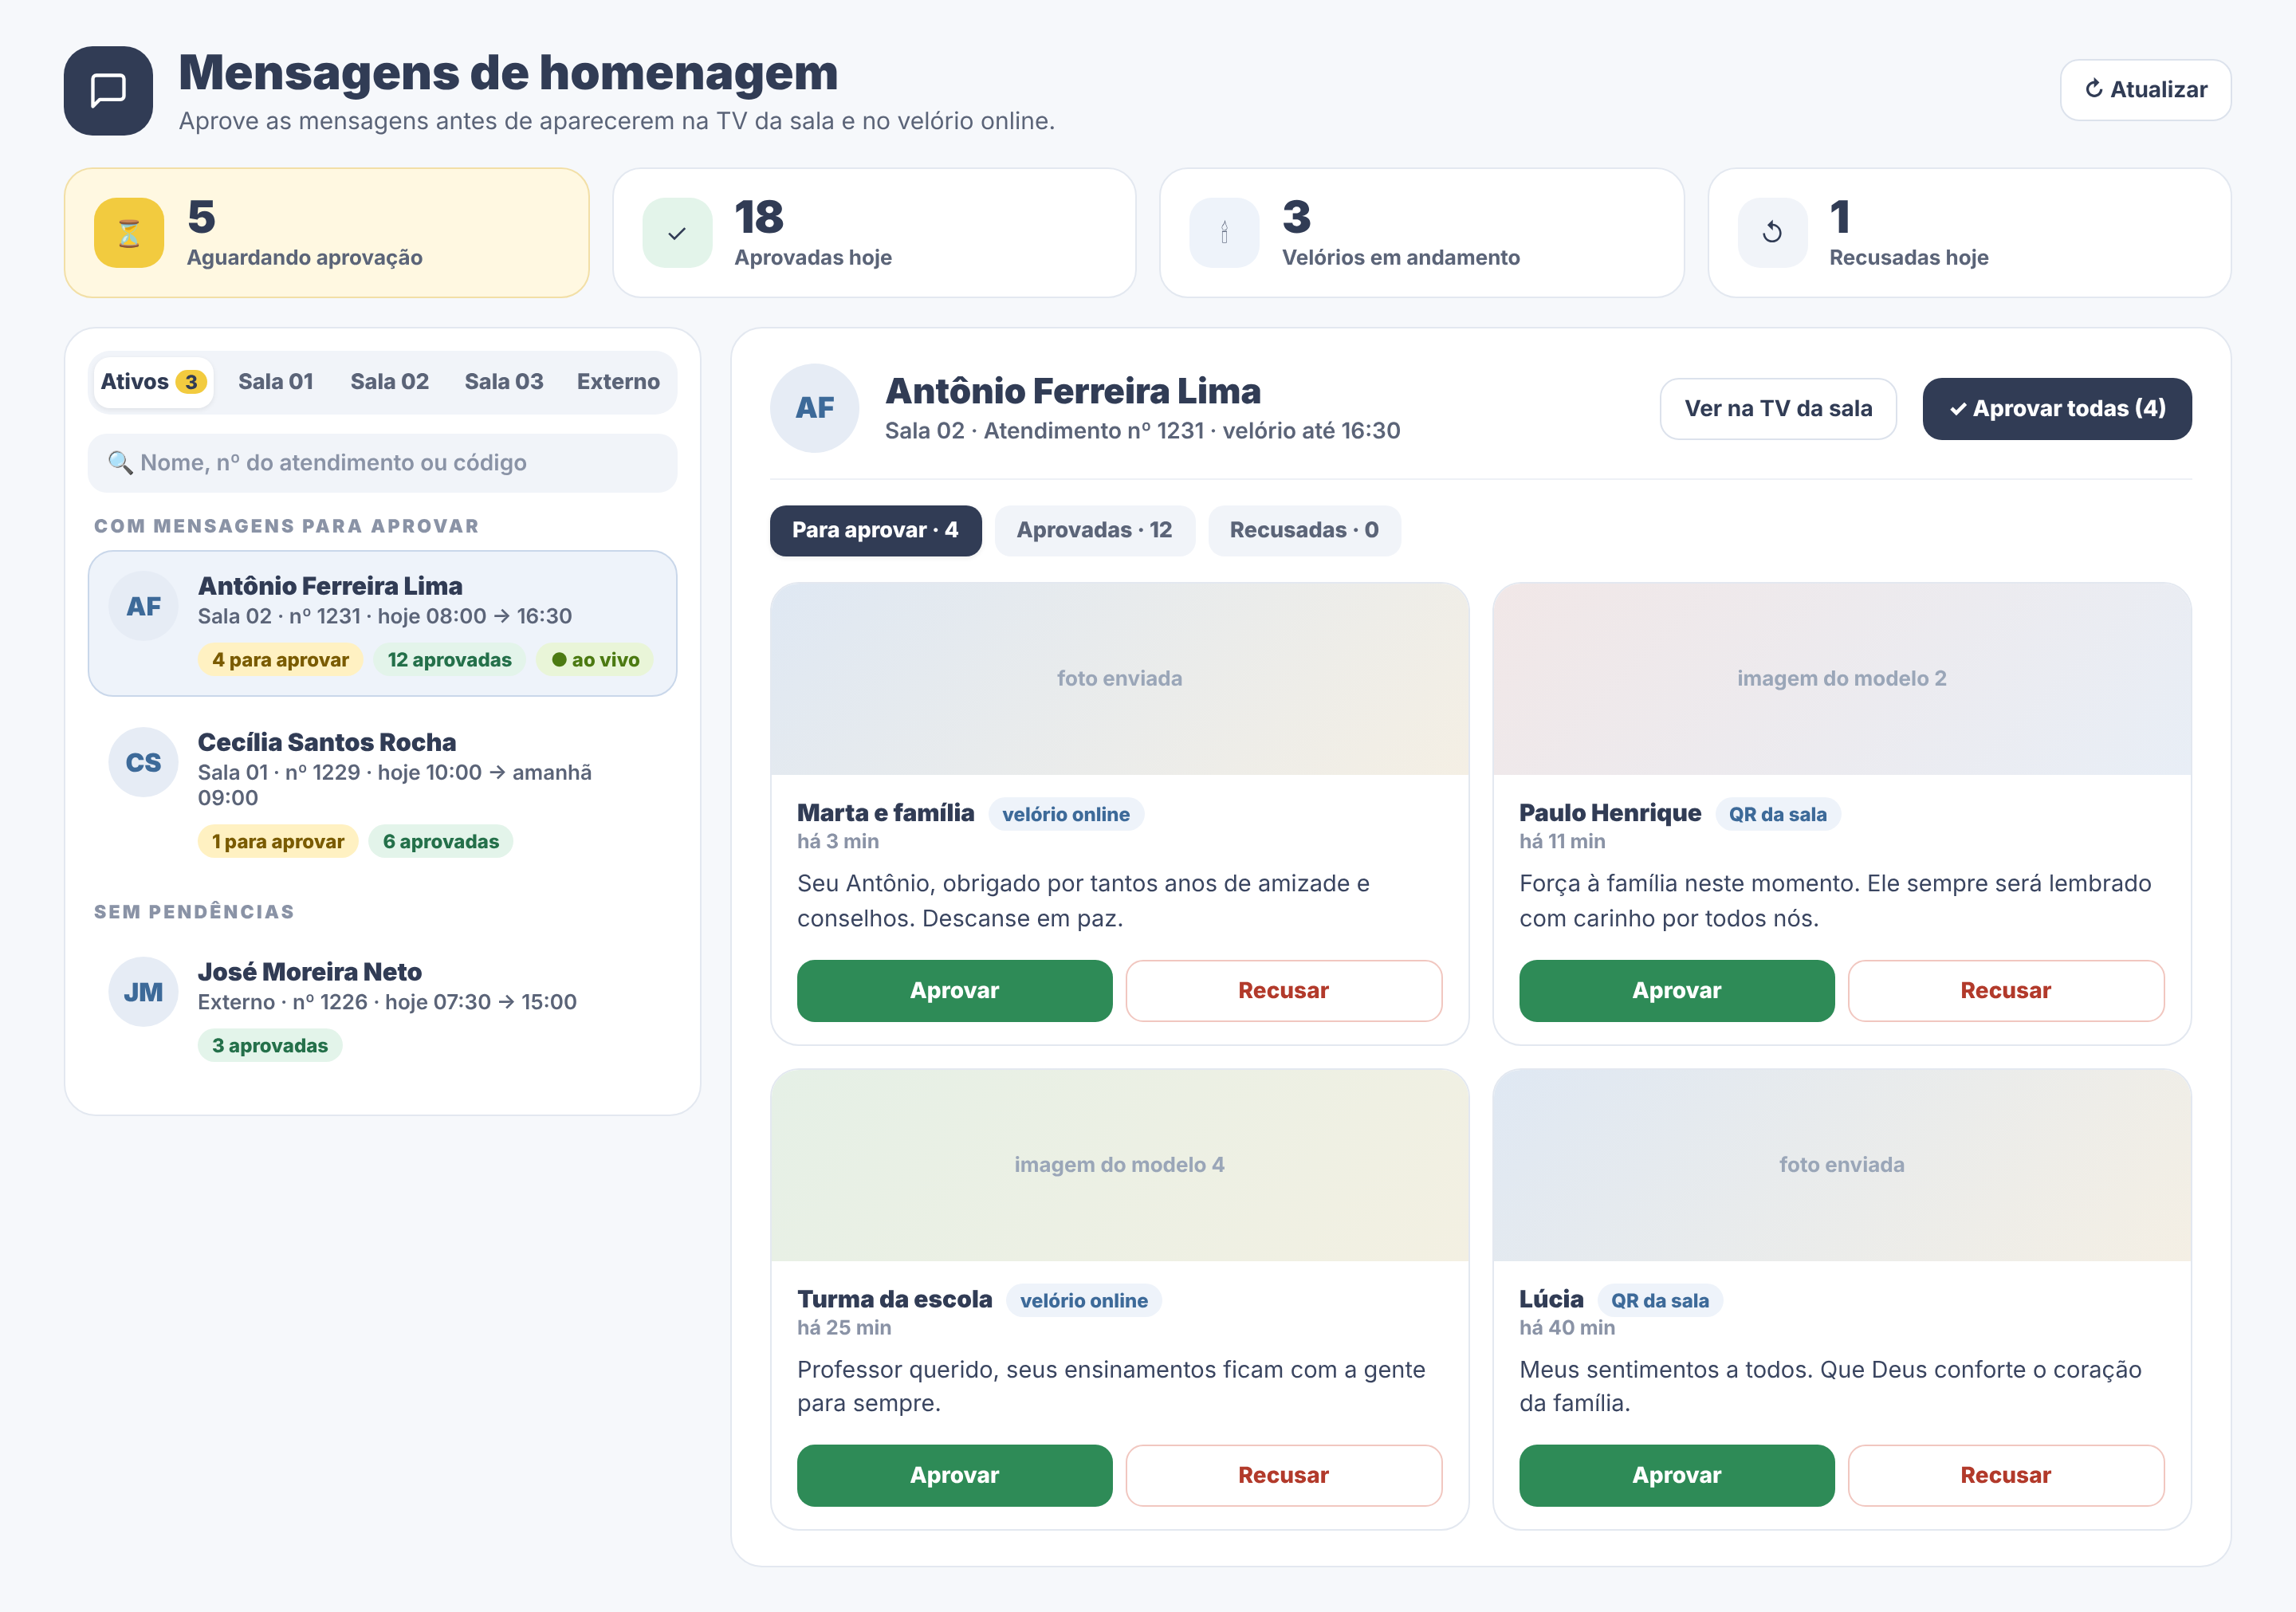 Mensagens de homenagem
Aprove as mensagens antes de aparecerem na TV da sala e no velório online.
↻ Atualizar
5
Aguardando aprovação
18
Aprovadas hoje
3
Velórios em andamento
1
Recusadas hoje
Ativos 3 Sala 01 Sala 02 Sala 03 Externo
Nome, nº do atendimento ou código
COM MENSAGENS PARA APROVAR
AF
Antônio Ferreira Lima
Sala 02 · nº 1231 · hoje 08:00 → 16:30
4 para aprovar 12 aprovadas ● ao vivo
CS
Cecília Santos Rocha
Sala 01 · nº 1229 · hoje 10:00 → amanhã
09:00
1 para aprovar 6 aprovadas
SEM PENDÊNCIAS
JM
José Moreira Neto
Externo · nº 1226 · hoje 07:30 → 15:00
3 aprovadas
AF
Antônio Ferreira Lima
Sala 02 · Atendimento nº 1231 · velório até 16:30
Ver na TV da sala
✓ Aprovar todas (4)
Para aprovar · 4 Aprovadas · 12 Recusadas · 0
foto enviada
Marta e família velório online
há 3 min
Seu Antônio, obrigado por tantos anos de amizade e
conselhos. Descanse em paz.
Aprovar Recusar
imagem do modelo 2
Paulo Henrique QR da sala
há 11 min
Força à família neste momento. Ele sempre será lembrado
com carinho por todos nós.
Aprovar Recusar
imagem do modelo 4
Turma da escola velório online
há 25 min
Professor querido, seus ensinamentos ficam com a gente
para sempre.
Aprovar Recusar
foto enviada
Lúcia QR da sala
há 40 min
Meus sentimentos a todos. Que Deus conforte o coração
da família.
Aprovar Recusar